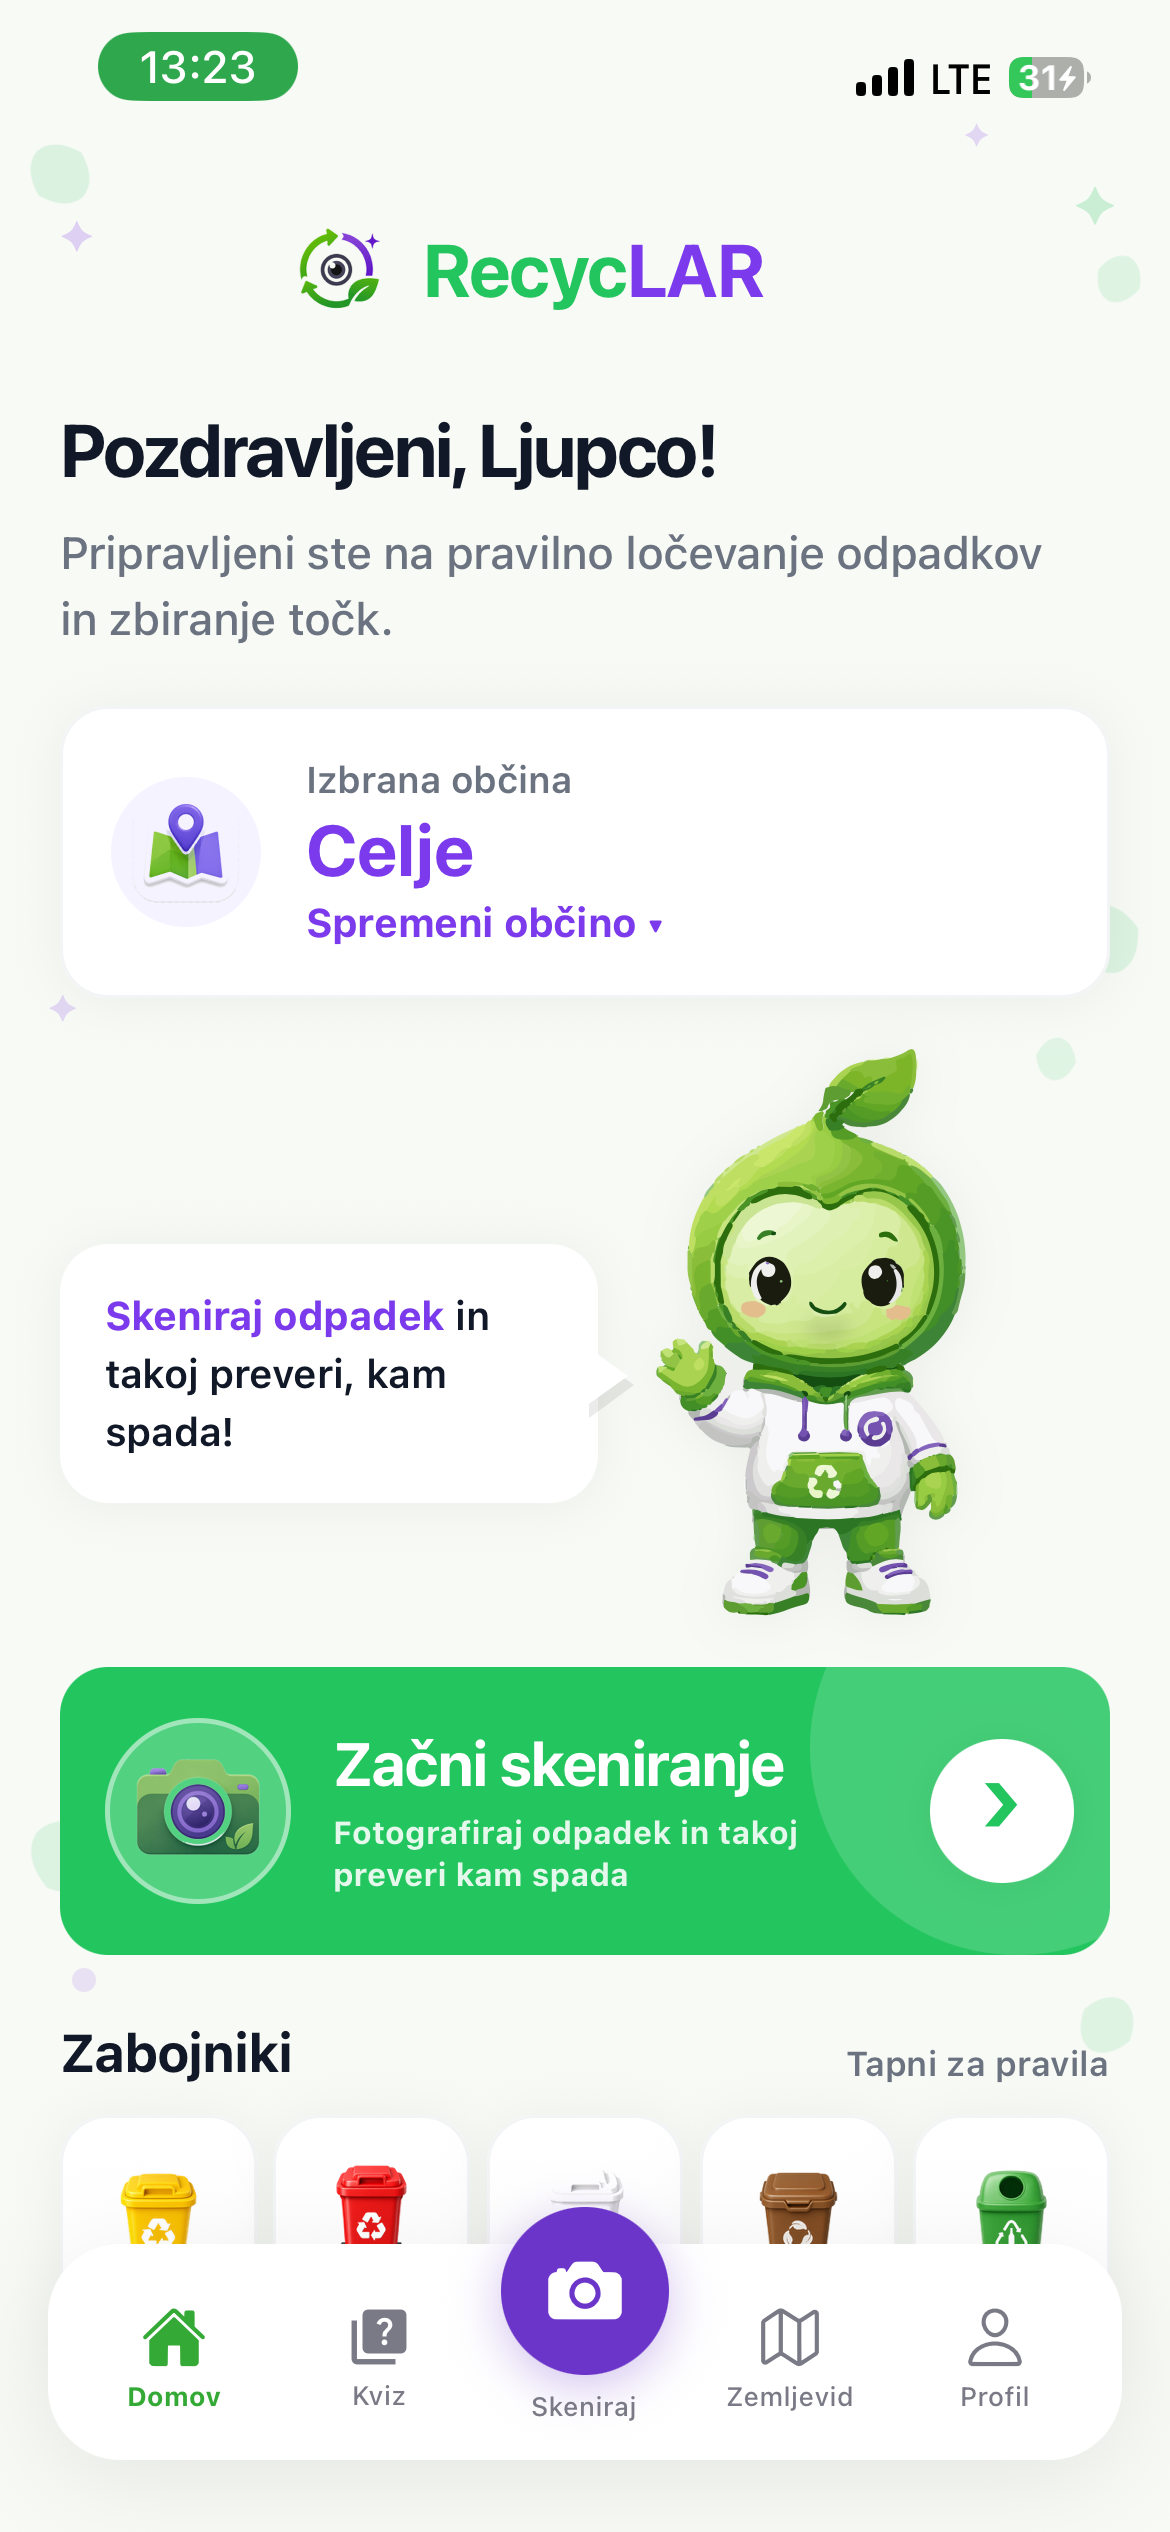 13:23
LTE
31
RecycLAR
Pozdravljeni, Ljupco!
Pripravljeni ste na pravilno ločevanje odpadkov
in zbiranje točk.
Izbrana občina
Celje
Spremeni občino ▾
Skeniraj odpadek in
takoj preveri, kam
spada!
Začni skeniranje
Fotografiraj odpadek in takoj
preveri kam spada
Zabojniki
Tapni za pravila
Domov
Kviz
Skeniraj
Zemljevid
Profil